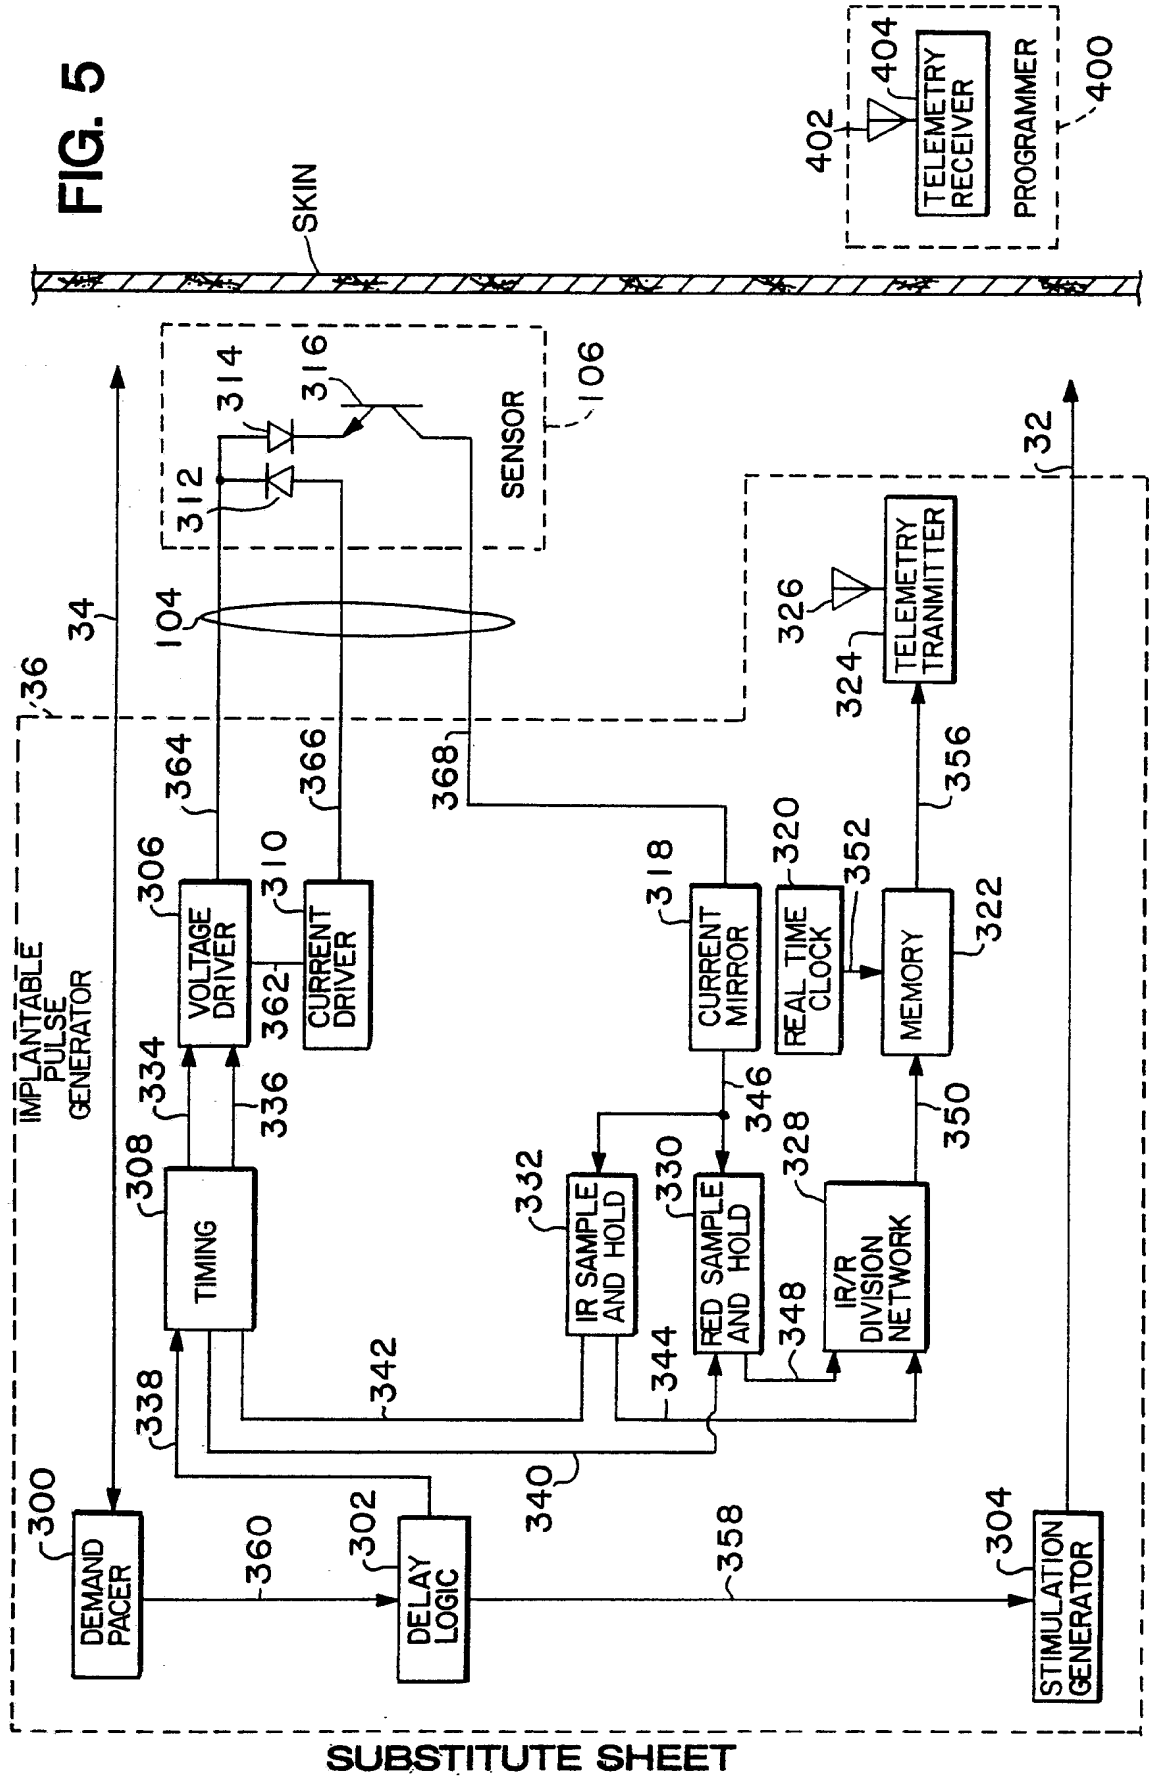 FIG. 5
IMPLANTABLE
PULSE
GENERATOR
36
300
DEMAND
PACER
34
360
302
DELAY
LOGIC
338
308
TIMING
334
336
306
VOLTAGE
DRIVER
362
310
CURRENT
DRIVER
364
366
368
104
312
314
316
SENSOR
106
SKIN
342
340
332
IR SAMPLE
AND HOLD
330
RED SAMPLE
AND HOLD
346
318
CURRENT
MIRROR
344
348
328
IR/R
DIVISION
NETWORK
350
320
REAL TIME
CLOCK
352
MEMORY
322
356
324
326
TELEMETRY
TRANMITTER
358
304
STIMULATION
GENERATOR
32
402
404
TELEMETRY
RECEIVER
PROGRAMMER
400
SUBSTITUTE SHEET